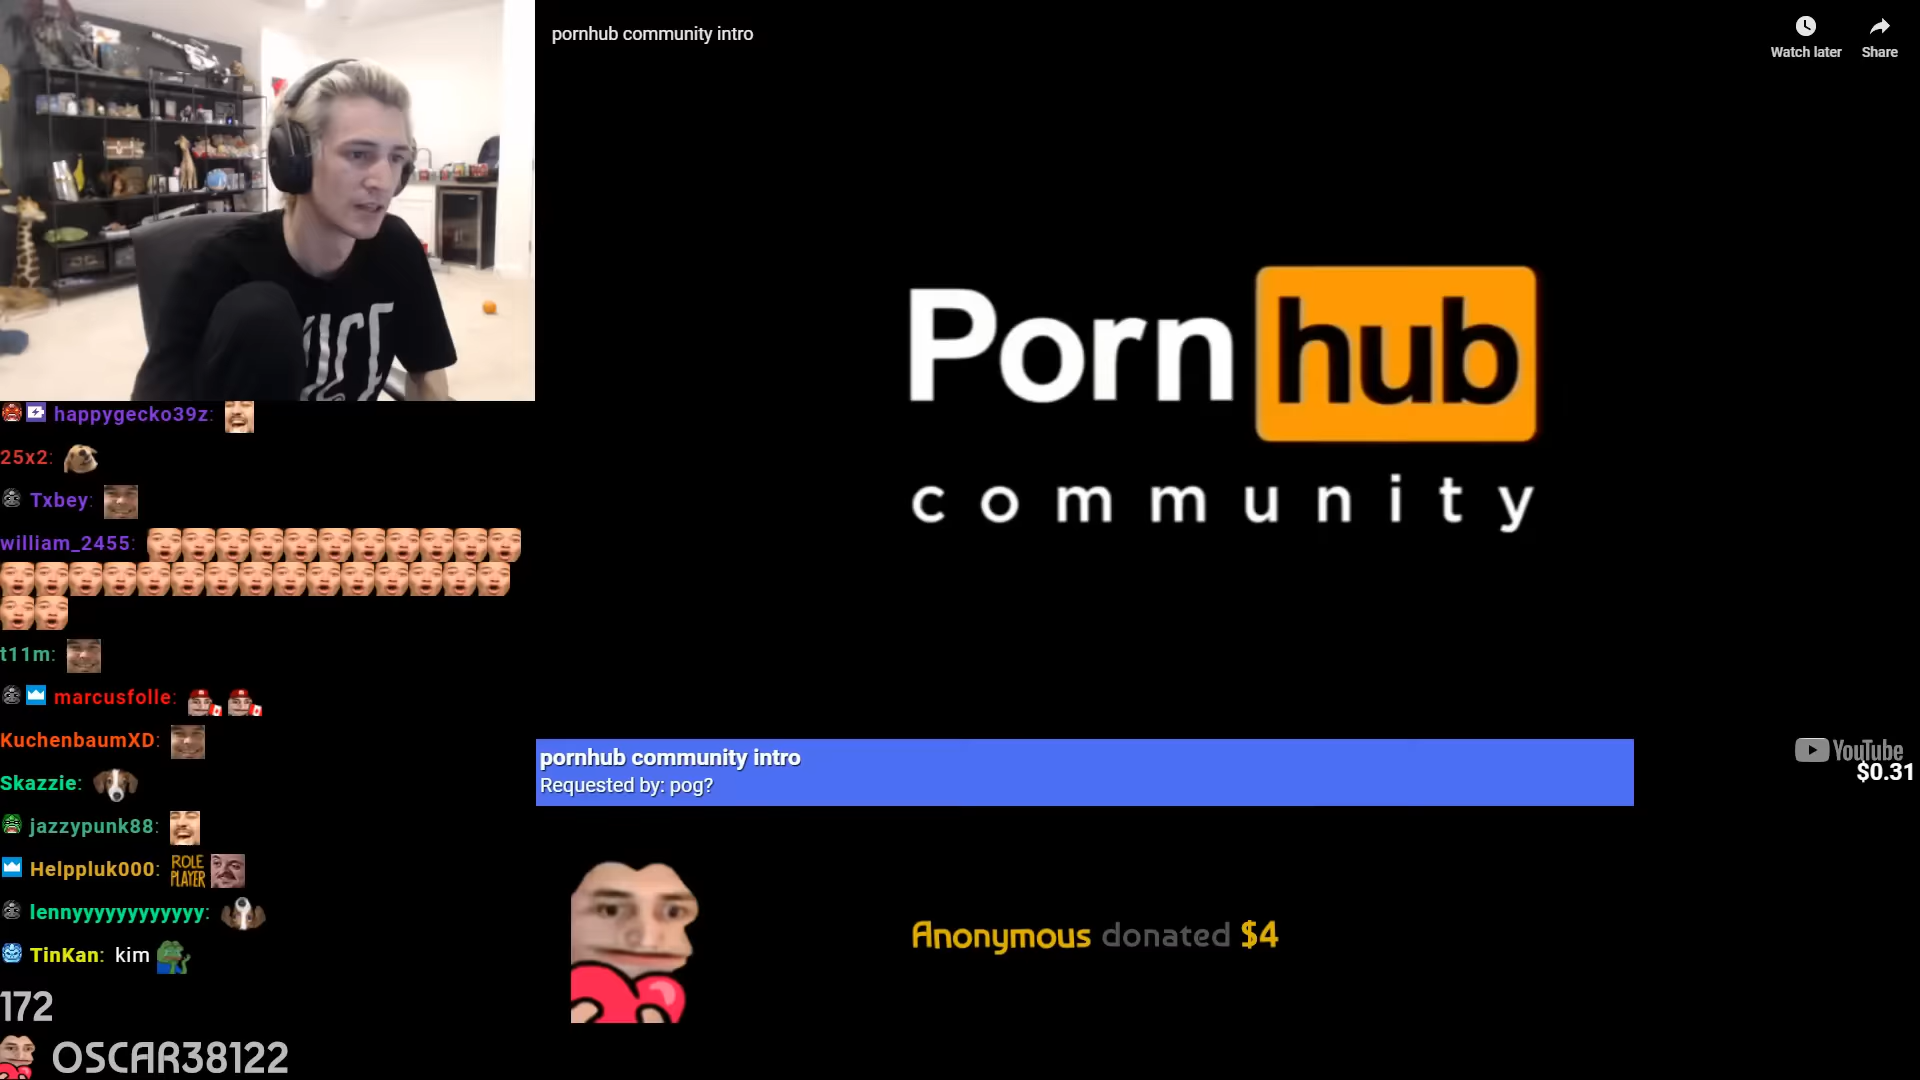 pornhub community intro
Watch later
Share
Porn hub
community
happygecko39z:
25x2:
Txbey:
william_2455:
t11m:
marcusfolle:
KuchenbaumXD:
Skazzie:
jazzypunk88:
Helppluk000: ROLE PLAYER
lennyyyyyyyyyyyy:
TinKan: kim
172
OSCAR38122
pornhub community intro
Requested by: pog?
YouTube
$0.31
Anonymous donated $4